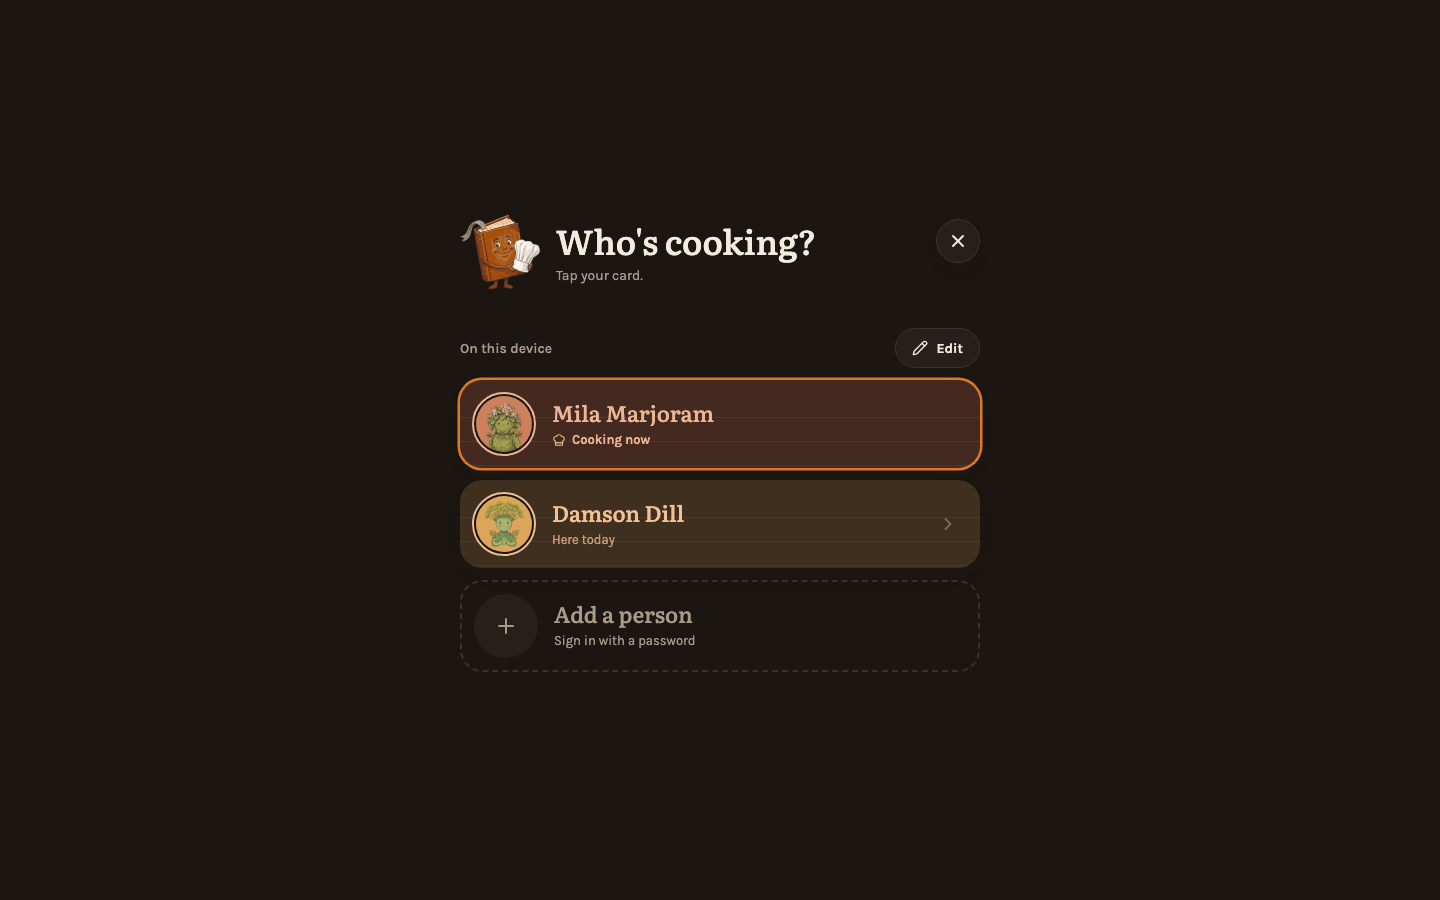 Who's cooking?
Tap your card.
On this device
Edit
Mila Marjoram
Cooking now
Damson Dill
Here today
Add a person
Sign in with a password